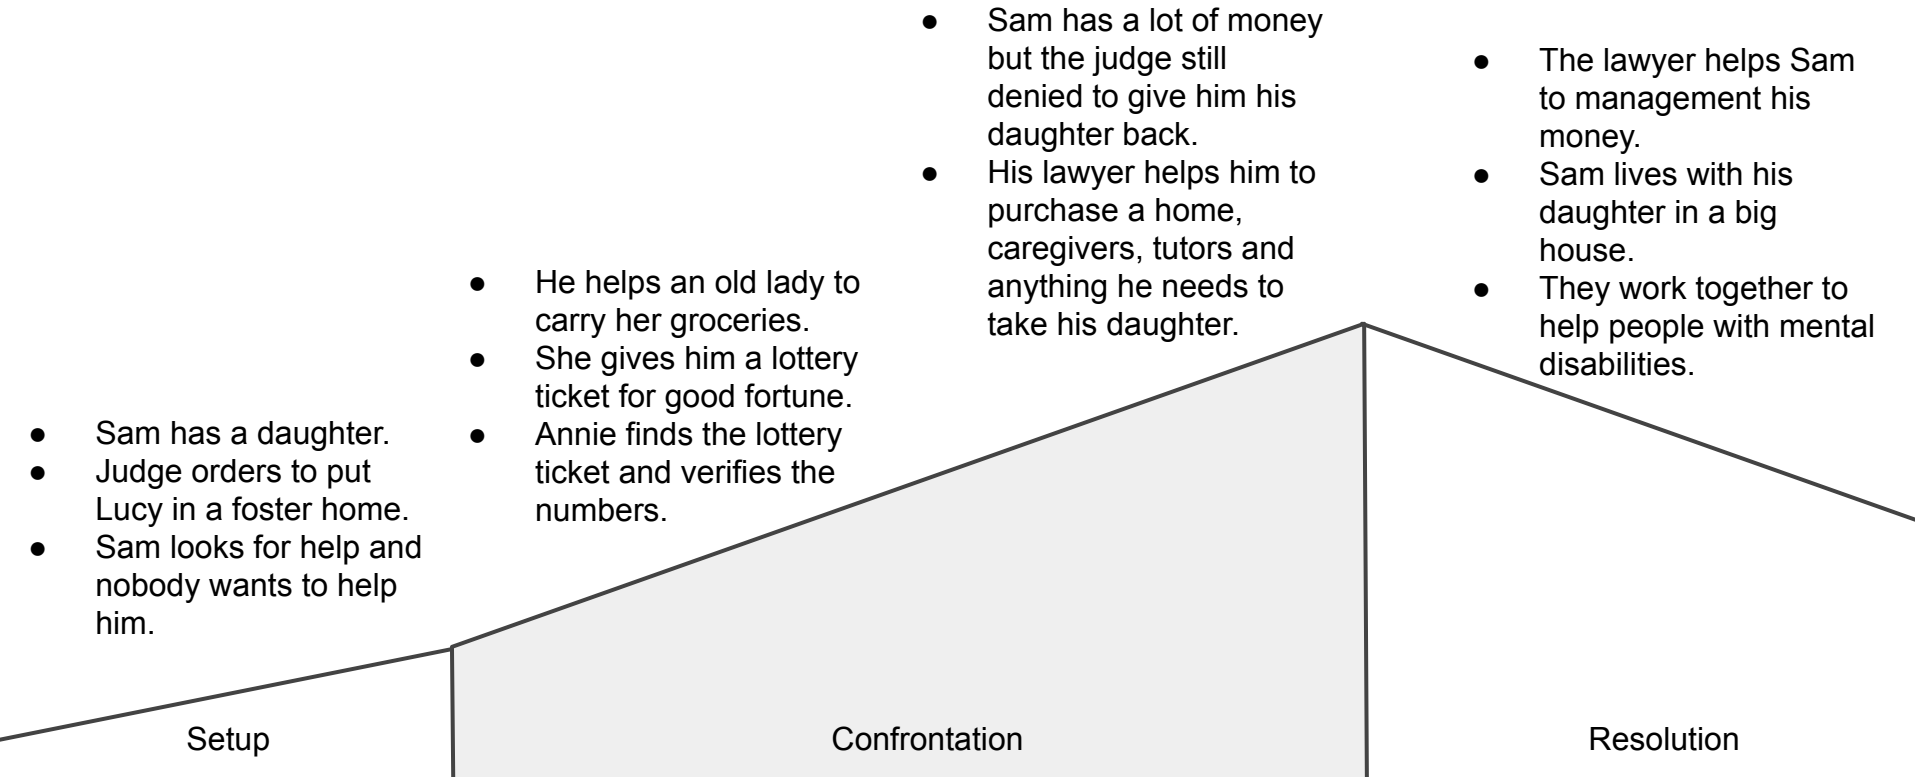 ● Sam has a daughter.
● Judge orders to put
Lucy in a foster home.
● Sam looks for help and
nobody wants to help
him.
● He helps an old lady to
carry her groceries.
● She gives him a lottery
ticket for good fortune.
● Annie finds the lottery
ticket and verifies the
numbers.
● Sam has a lot of money
but the judge still
denied to give him his
daughter back.
● His lawyer helps him to
purchase a home,
caregivers, tutors and
anything he needs to
take his daughter.
● The lawyer helps Sam
to management his
money.
● Sam lives with his
daughter in a big
house.
● They work together to
help people with mental
disabilities.
Setup
Confrontation
Resolution